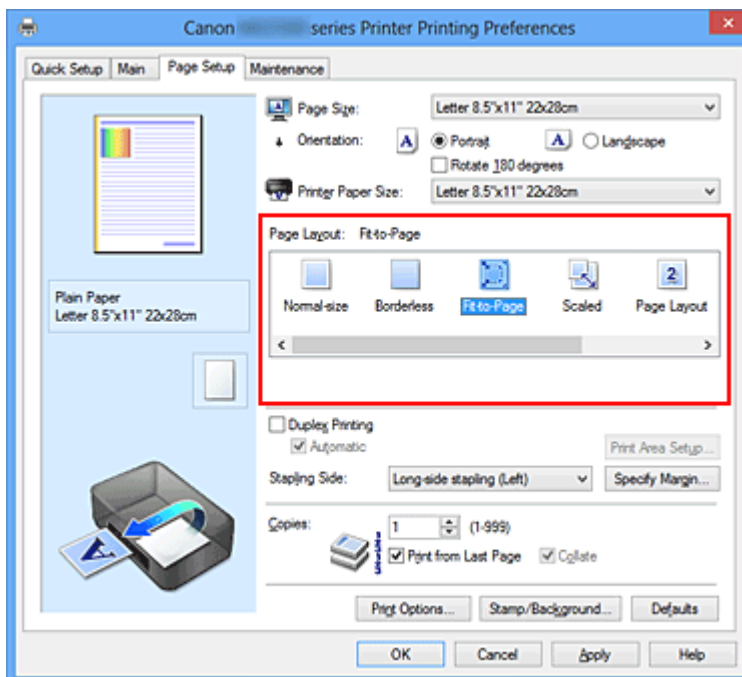 Canon series Printer Printing Preferences
Quick Setup Main Page Setup Maintenance
Page Size: Letter 8.5"x11" 22x28cm
Orientation: A Portrait A Landscape
Rotate 180 degrees
Printer Paper Size: Letter 8.5"x11" 22x28cm
Page Layout: Fit-to-Page
Normal-size Borderless Fit-to-Page Scaled Page Layout
Plain Paper
Letter 8.5"x11" 22x28cm
Duplex Printing
Automatic Print Area Setup...
Stapling Side: Long-side stapling (Left) Specify Margin...
Copies: 1 (1-999)
Print from Last Page Collate
Print Options... Stamp/Background... Defaults
OK Cancel Apply Help